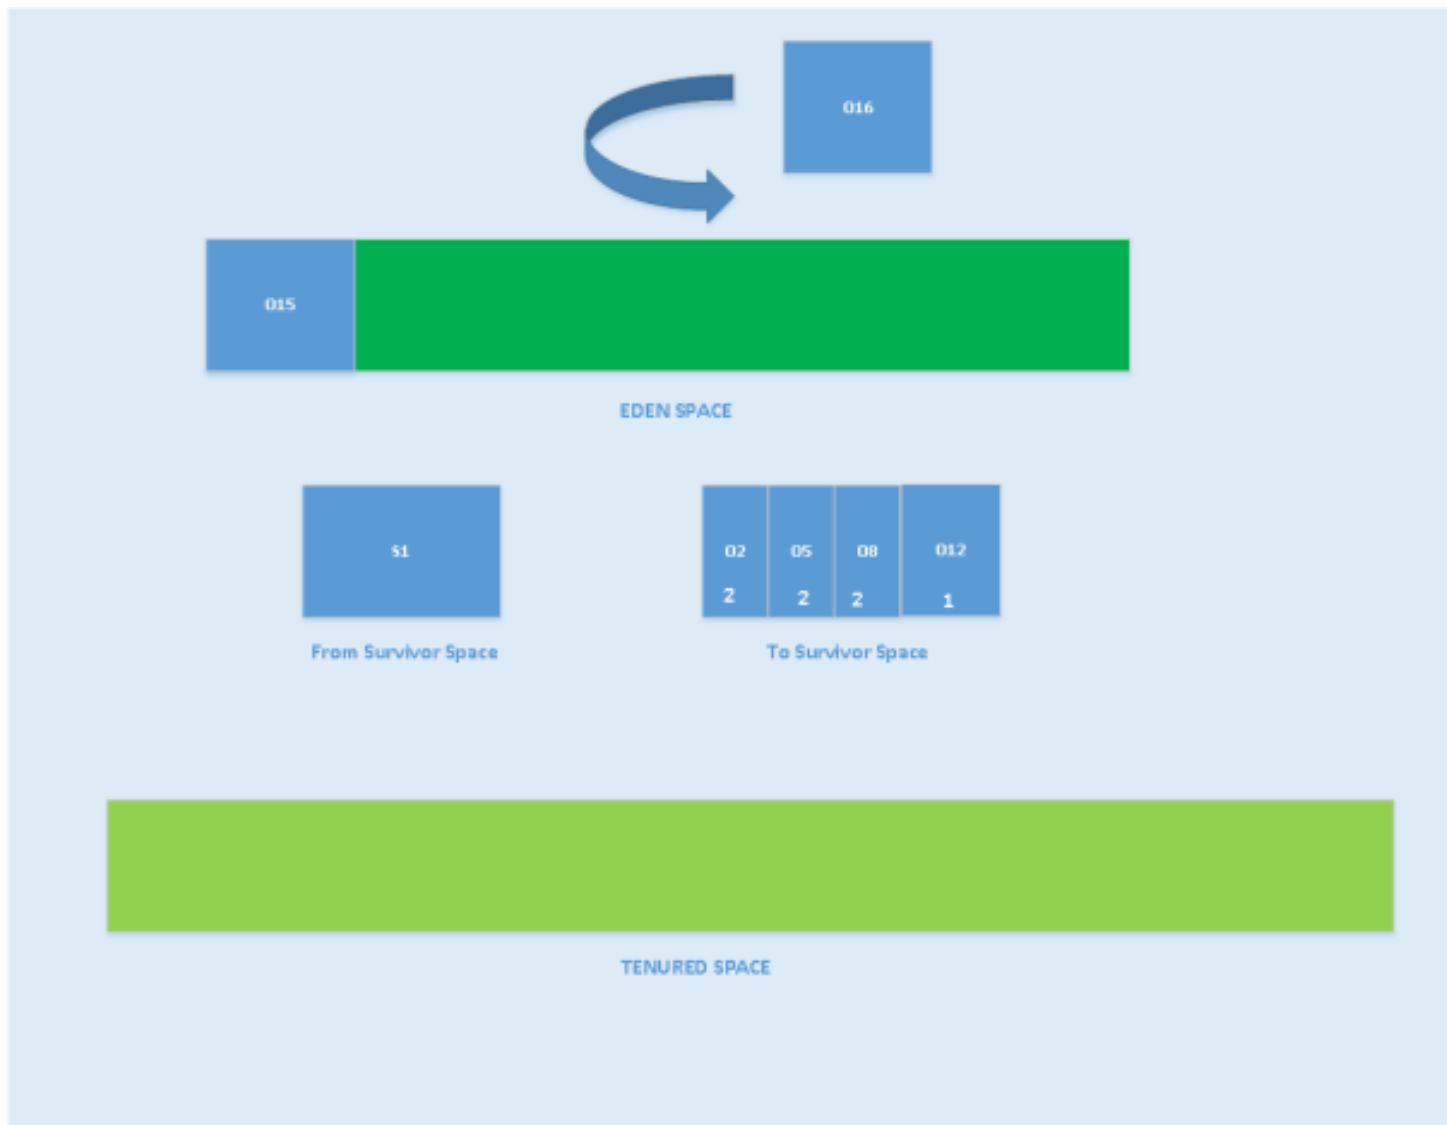 O16
O15
EDEN SPACE
S1
O2 O5 O8 O12
2 2 2 1
From Survivor Space To Survivor Space
TENURED SPACE